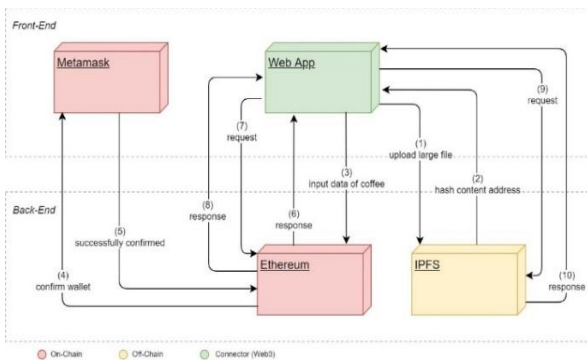 Front-End
Metamask
Web App
(9)
request
(7)
request
(1)
upload large file
(3)
input data of coffee
(2)
hash content address
Back-End
(8)
response
(6)
response
(5)
successfully confirmed
(4)
confirm wallet
Ethereum
IPFS
(10)
response
On-Chain
Off-Chain
Connector (Web3)